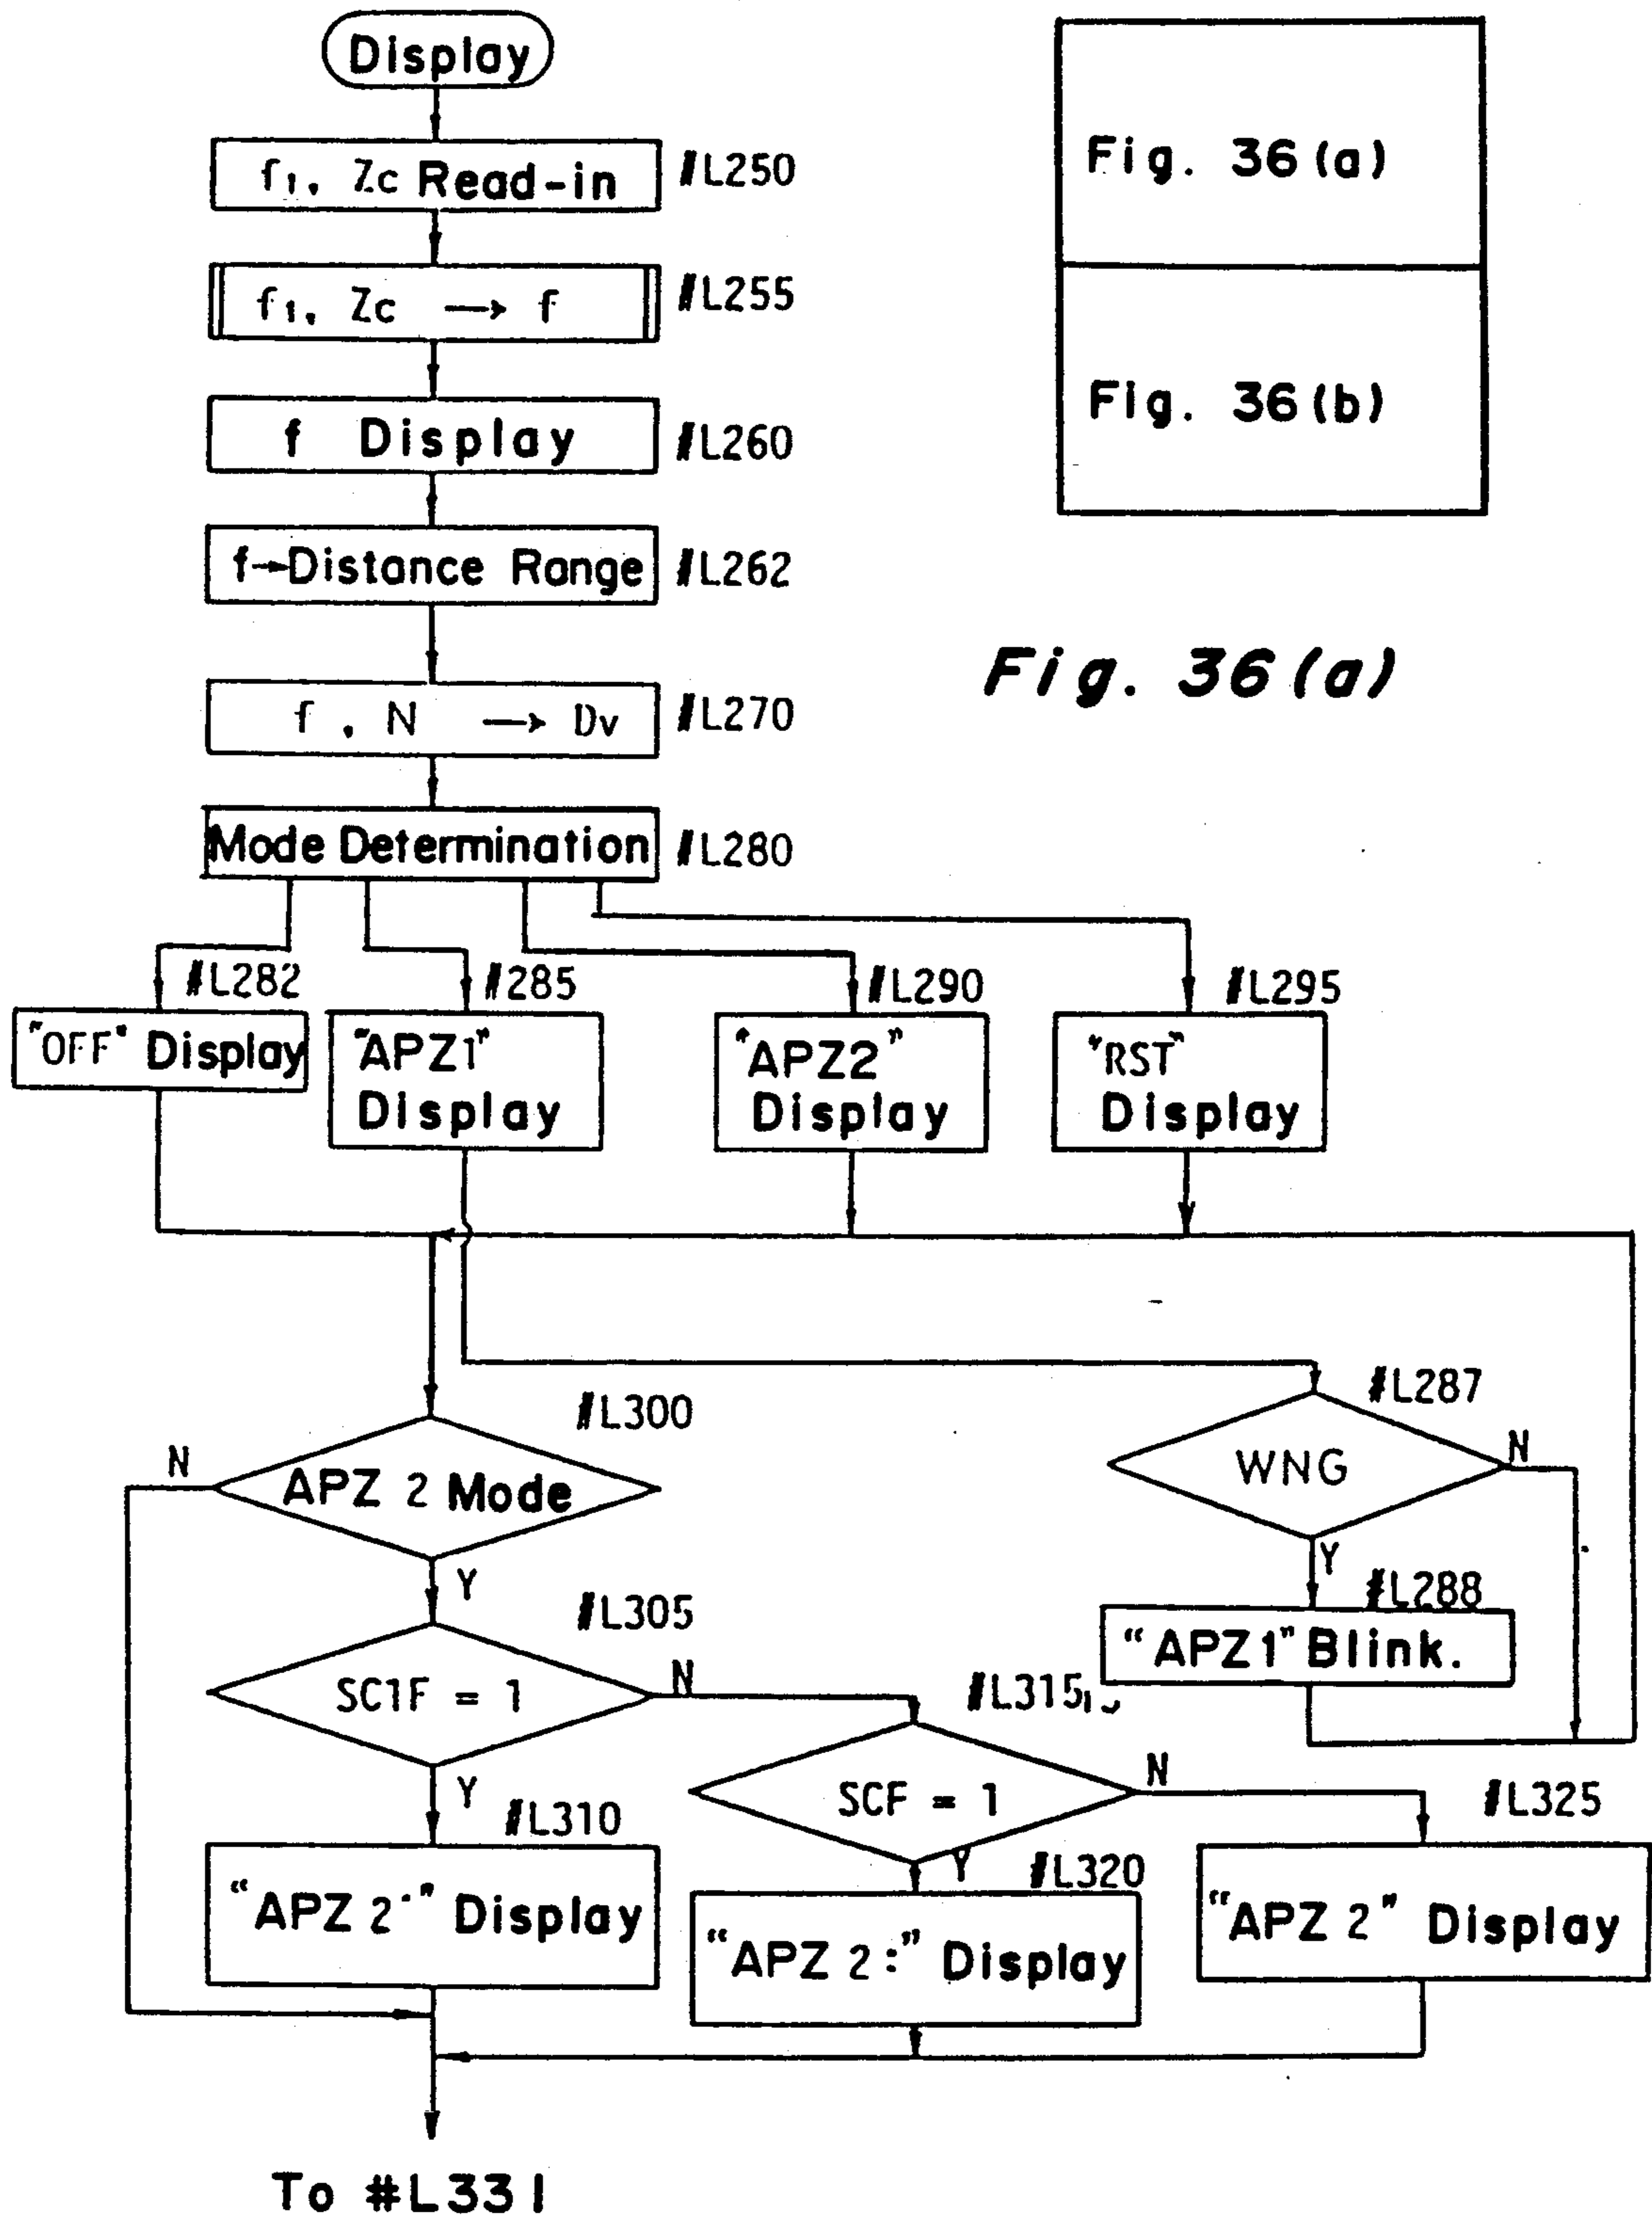 Display
f1, Zc Read-in #L250
f1, Zc → f #L255
f Display #L260
f→Distance Range #L262
f, N → Dv #L270
Mode Determination #L280
Fig. 36(a)
Fig. 36(b)
Fig. 36(a)
#L282
"OFF" Display
#285
"APZ1"
Display
#L290
"APZ2"
Display
#L295
"RST"
Display
#L300
N
APZ 2 Mode
Y
#L287
WNG
N
Y
#L288
"APZ1" Blink.
#L305
SC1F = 1
N
Y
#L315
SCF = 1
N
Y
#L310
"APZ 2·" Display
#L320
"APZ 2:" Display
#L325
"APZ 2" Display
To #L331